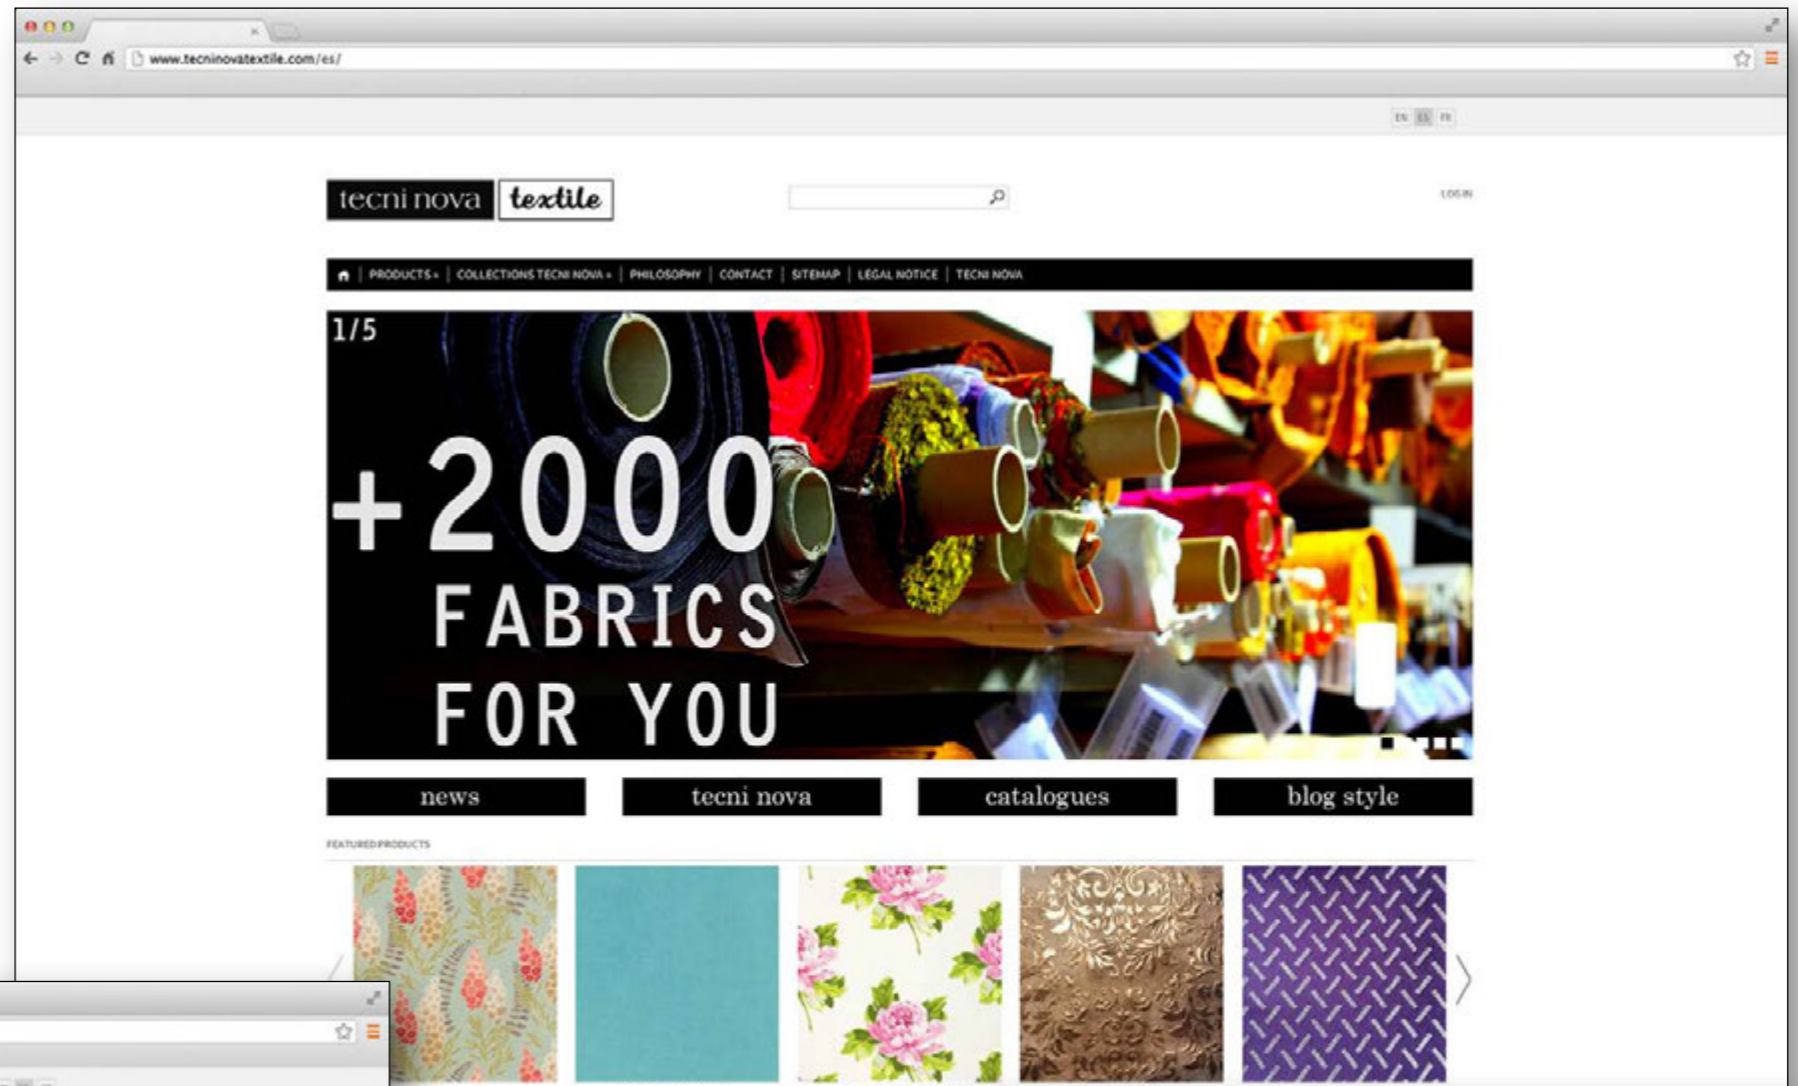 www.tecninovatextile.com/es/
EN ES FR
tecni nova textile
LOG IN
PRODUCTS » | COLLECTIONS TECNI NOVA » | PHILOSOPHY | CONTACT | SITEMAP | LEGAL NOTICE | TECNI NOVA
1/5
+2000
FABRICS
FOR YOU
news tecni nova catalogues blog style
FEATURED PRODUCTS